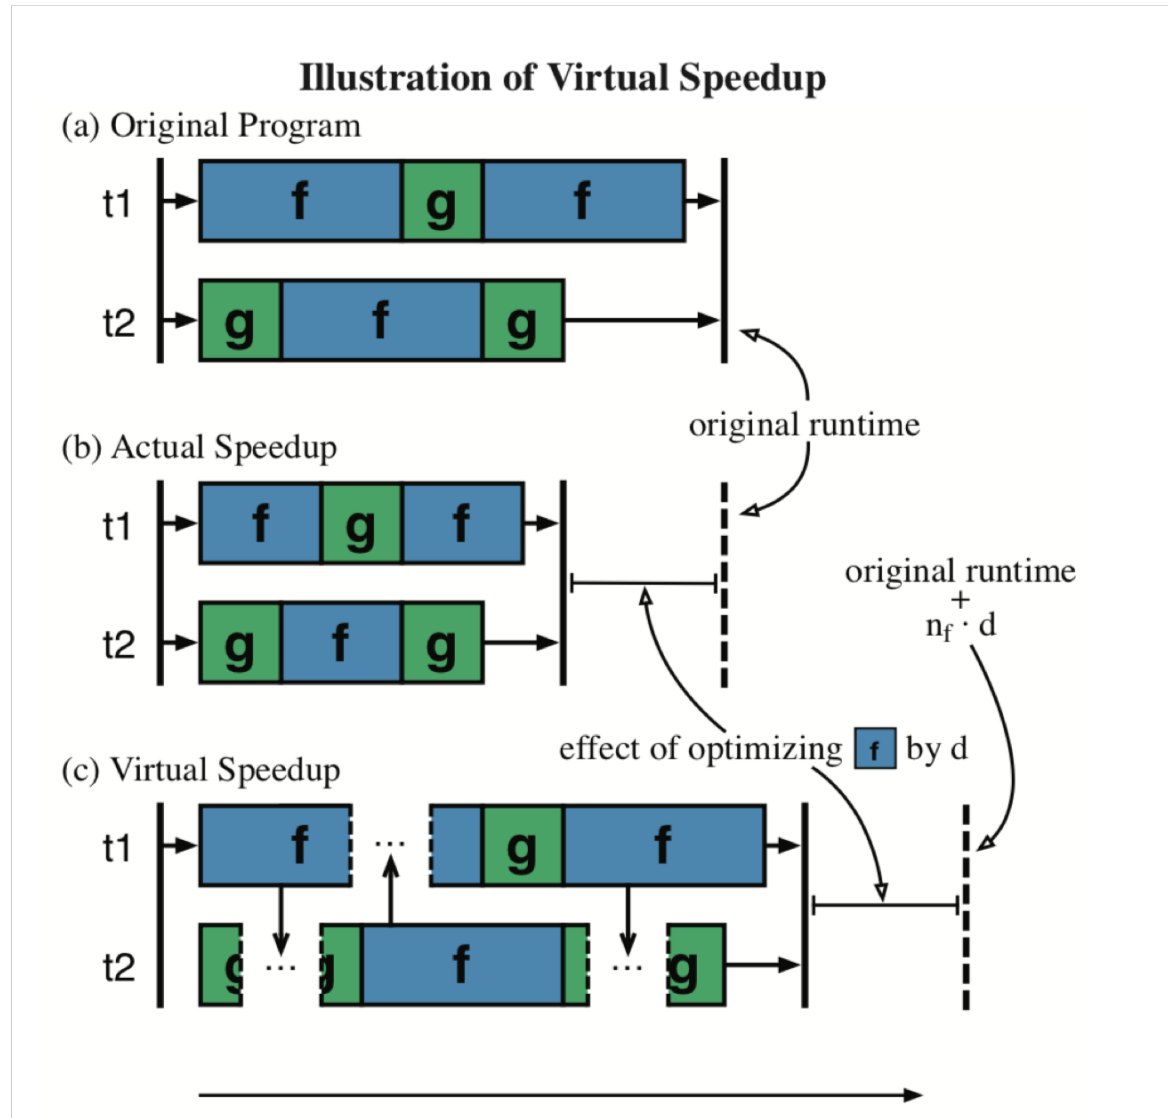 Illustration of Virtual Speedup
(a) Original Program
t1
f
g
f
t2
g
f
g
original runtime
(b) Actual Speedup
t1
f
g
f
t2
g
f
g
original runtime
+
nf · d
effect of optimizing f by d
(c) Virtual Speedup
t1
f
...
g
f
t2
g
...
g
f
...
g